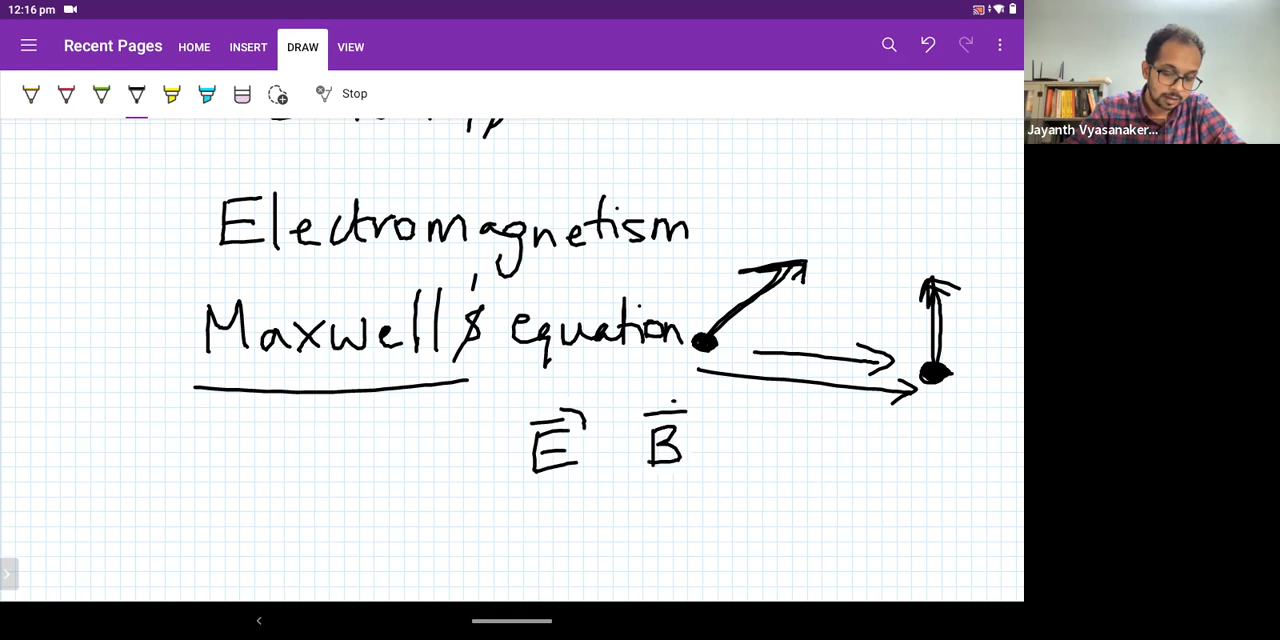 12:16 pm
Recent Pages HOME INSERT DRAW VIEW
Stop
Jayanth Vyasanaker...
Electromagnetism
Maxwell's equation
E B